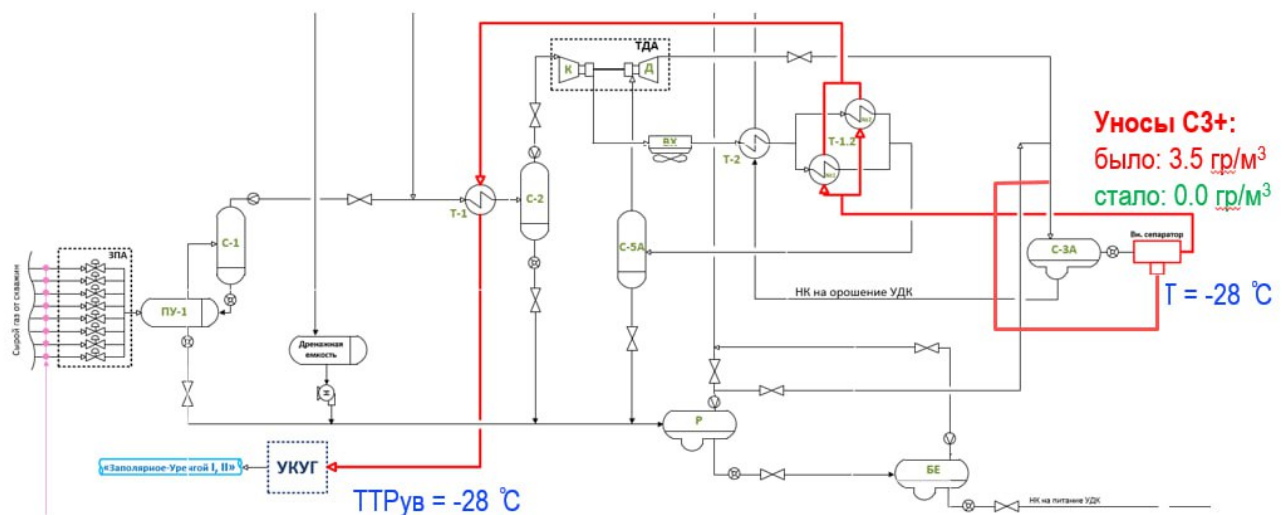 ТДА
К
Д
Уносы С3+:
было: 3.5 гр/м³
стало: 0.0 гр/м³
ВХ
Т-2
Т-1.2
№2
№1
Т-1
С-2
С-1
ЗПА
Сырой газ от скважин
ПУ-1
С-5А
С-3А
Вн. сепаратор
Т = -28 ℃
НК на орошение УДК
Дренажная
емкость
Н
Р
БЕ
«Заполярное-Уренгой I, II»
УКУГ
ТТРув = -28 ℃
НК на питание УДК